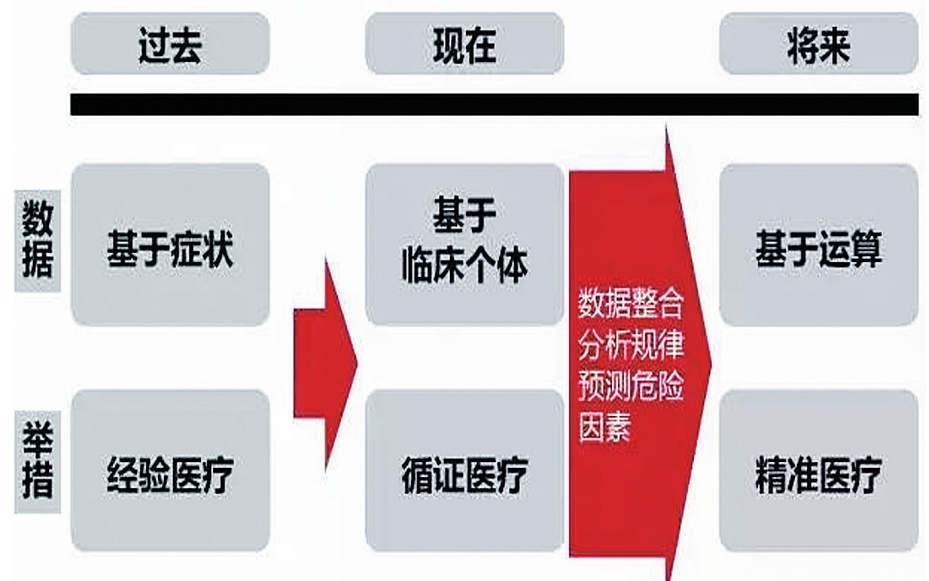 过去
现在
将来
数据
基于症状
基于
临床个体
基于运算
数据整合
分析规律
预测危险
因素
举措
经验医疗
循证医疗
精准医疗